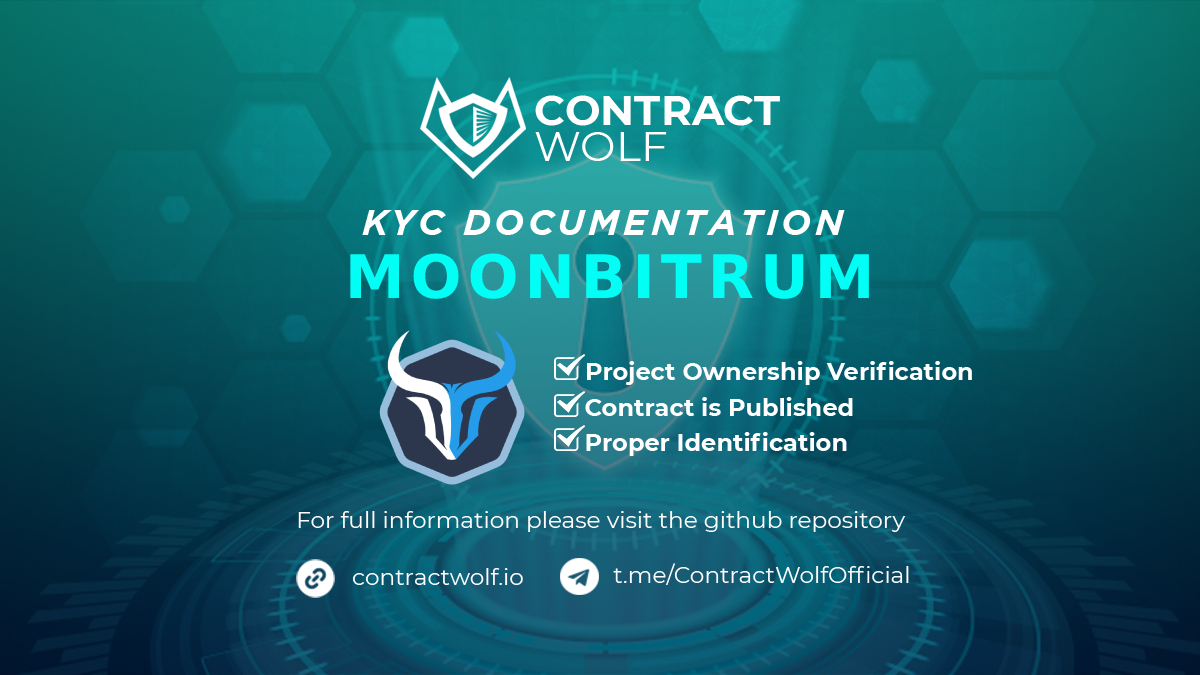 CONTRACT
WOLF
KYC DOCUMENTATION
MOONBITRUM
Project Ownership Verification
Contract is Published
Proper Identification
For full information please visit the github repository
contractwolf.io
t.me/ContractWolfOfficial